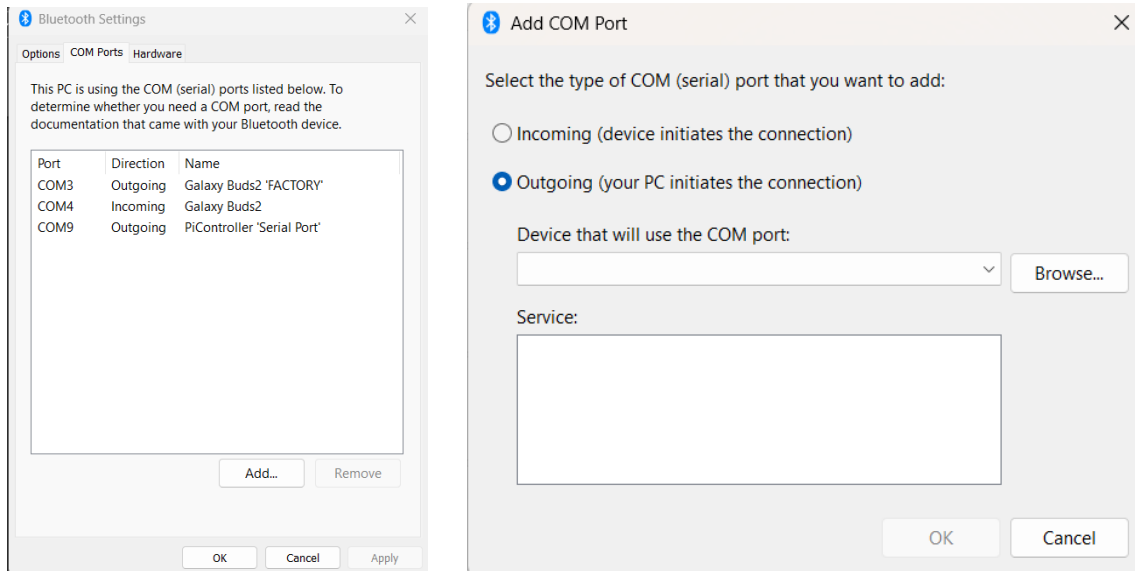 Bluetooth Settings
Options COM Ports Hardware
This PC is using the COM (serial) ports listed below. To
determine whether you need a COM port, read the
documentation that came with your Bluetooth device.
Port Direction Name
COM3 Outgoing Galaxy Buds2 'FACTORY'
COM4 Incoming Galaxy Buds2
COM9 Outgoing PiController 'Serial Port'
Add... Remove
OK Cancel Apply
Add COM Port
Select the type of COM (serial) port that you want to add:
Incoming (device initiates the connection)
Outgoing (your PC initiates the connection)
Device that will use the COM port:
Browse...
Service:
OK Cancel